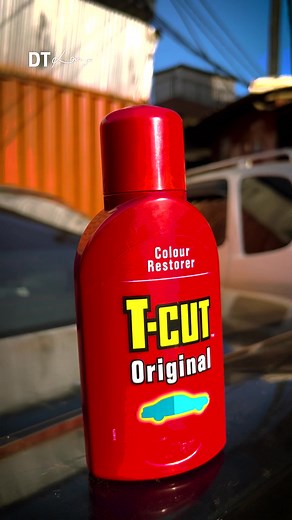 DT
Colour
Restorer
T-CUT
Original